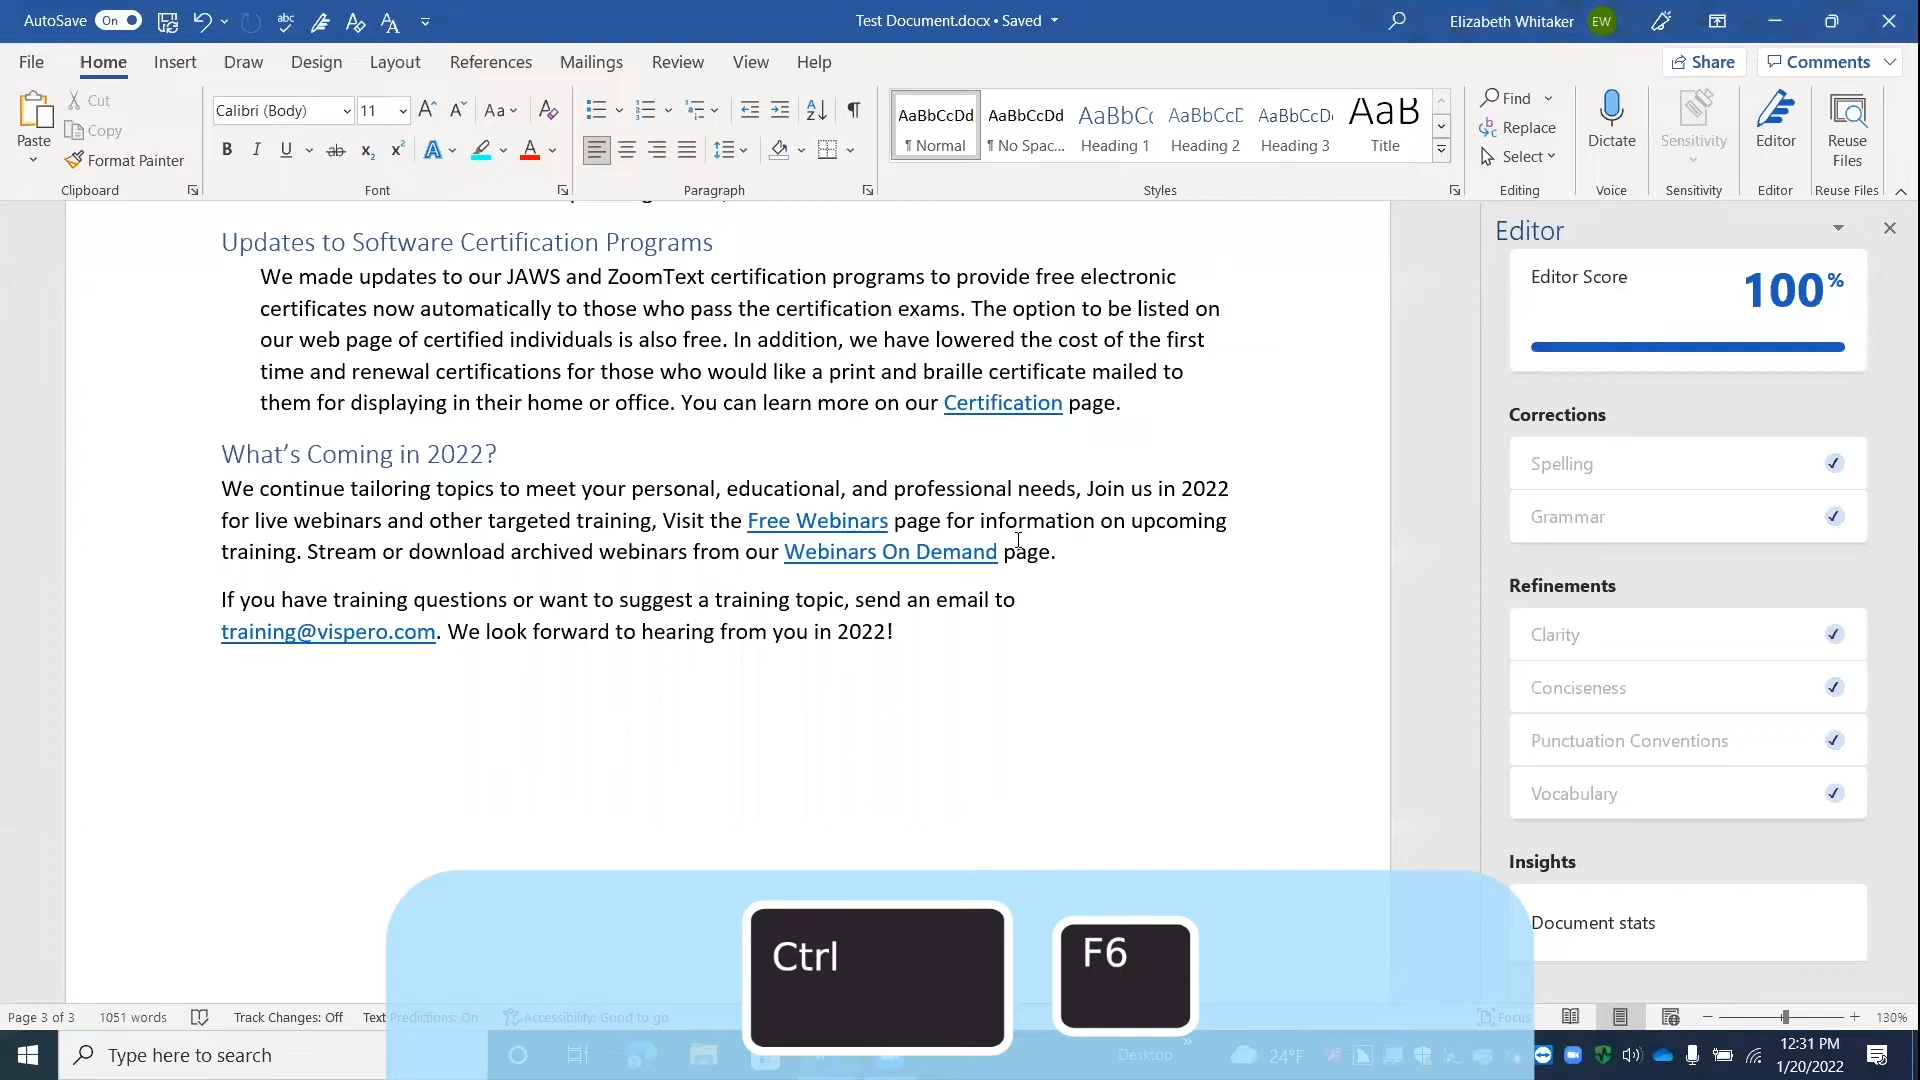 AutoSave On
Test Document.docx • Saved
Elizabeth Whitaker EW
File Home Insert Draw Design Layout References Mailings Review View Help
Share Comments
Paste
Cut
Copy
Format Painter
Clipboard
Calibri (Body) 11
Font
Paragraph
AaBbCcDd
¶ Normal
AaBbCcDd
¶ No Spac...
AaBbCc
Heading 1
AaBbCcD
Heading 2
AaBbCcD
Heading 3
AaB
Title
Styles
Find
Replace
Select
Editing
Dictate
Voice
Sensitivity
Sensitivity
Editor
Editor
Reuse
Files
Reuse Files
Updates to Software Certification Programs
We made updates to our JAWS and ZoomText certification programs to provide free electronic
certificates now automatically to those who pass the certification exams. The option to be listed on
our web page of certified individuals is also free. In addition, we have lowered the cost of the first
time and renewal certifications for those who would like a print and braille certificate mailed to
them for displaying in their home or office. You can learn more on our Certification page.
What’s Coming in 2022?
We continue tailoring topics to meet your personal, educational, and professional needs, Join us in 2022
for live webinars and other targeted training, Visit the Free Webinars page for information on upcoming
training. Stream or download archived webinars from our Webinars On Demand page.
If you have training questions or want to suggest a training topic, send an email to
training@vispero.com. We look forward to hearing from you in 2022!
Editor
Editor Score 100%
Corrections
Spelling
Grammar
Refinements
Clarity
Conciseness
Punctuation Conventions
Vocabulary
Insights
Document stats
Ctrl
F6
Page 3 of 3 1051 words Track Changes: Off Text Predictions: On Accessibility: Good to go Focus 130%
Type here to search
Desktop
24°F
12:31 PM
1/20/2022